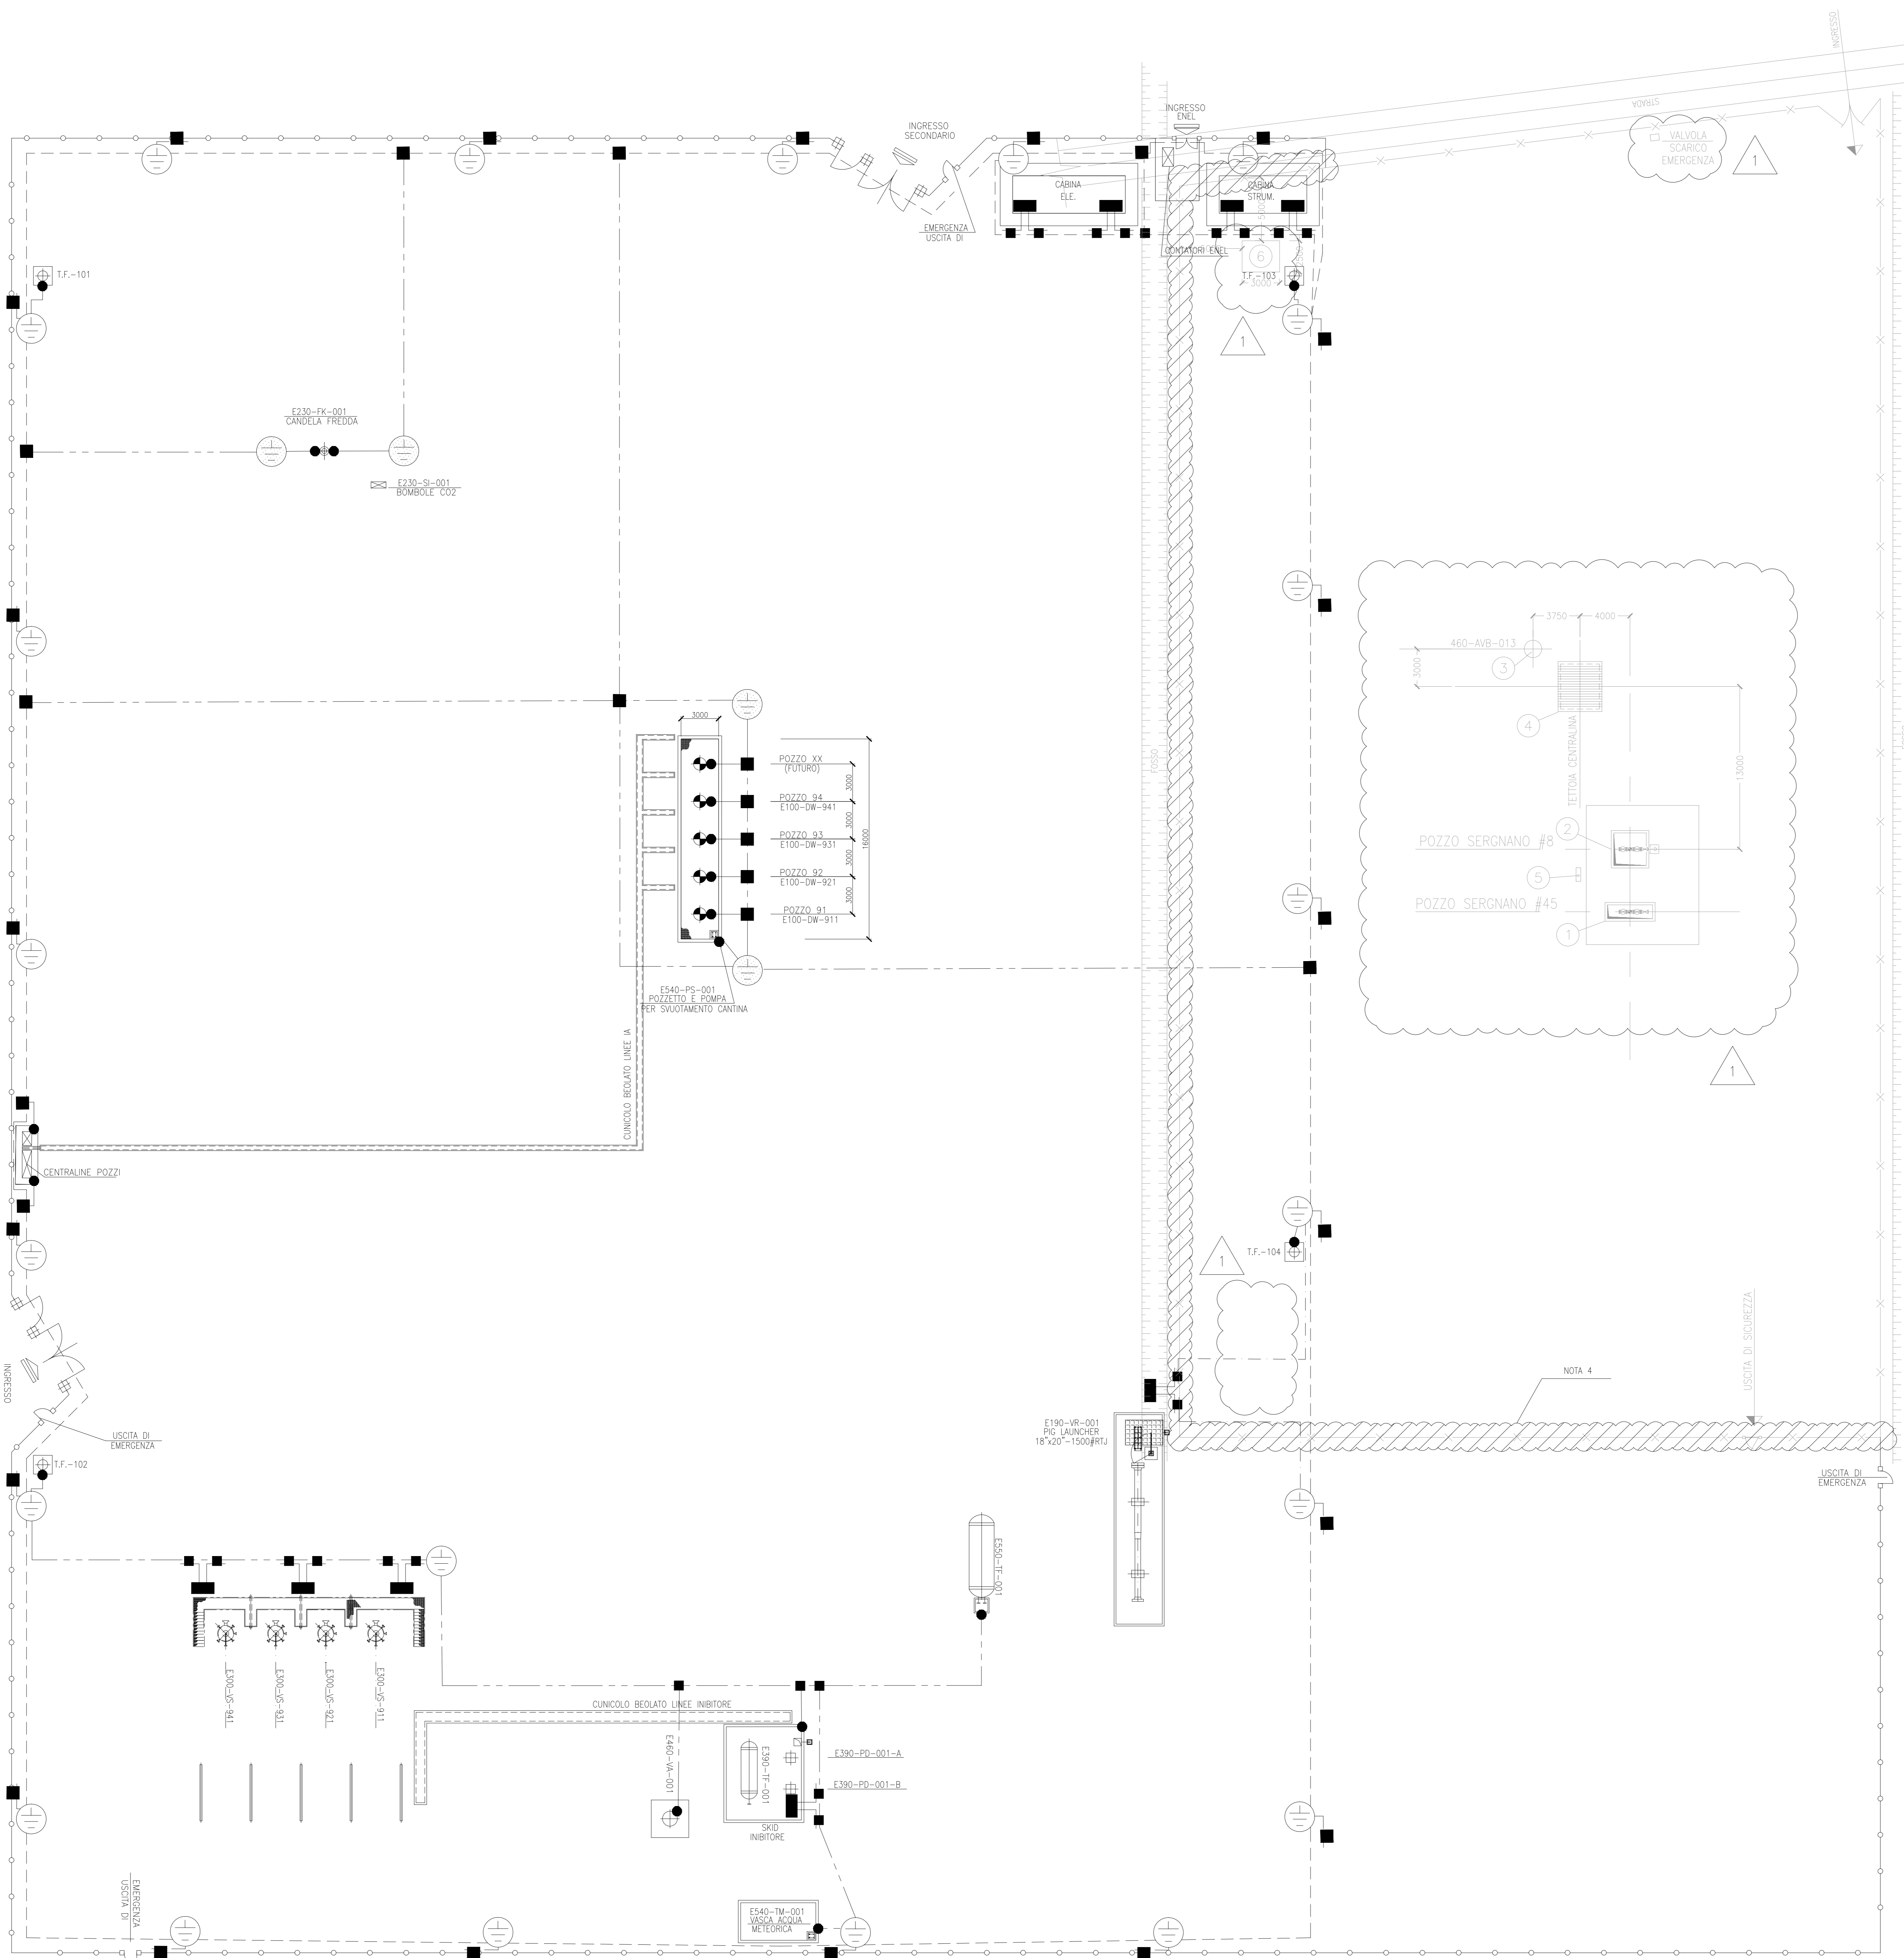 INGRESSO
STRADA
INGRESSO
ENEL
INGRESSO
SECONDARIO
VALVOLA
SCARICO
EMERGENZA
1
CABINA
ELE.
CABINA
STRUM.
EMERGENZA
USCITA DI
CONTATORI ENEL
5000
6
3000
T.F.-101
T.F.-103
1
E230-FK-001
CANDELA FREDDA
E230-SI-001
BOMBOLE CO2
3750
4000
460-AVB-013
3
3000
4
TETTOIA CENTRALINA
13000
FOSSO
3000
POZZO XX
(FUTURO)
3000
POZZO 94
E100-DW-941
3000
POZZO 93
E100-DW-931
16000
3000
POZZO 92
E100-DW-921
3000
POZZO 91
E100-DW-911
2
POZZO SERGNANO #8
5
POZZO SERGNANO #45
1
E540-PS-001
POZZETTO E POMPA
PER SVUOTAMENTO CANTINA
CUNICOLO BEOLATO LINEE IA
1
CENTRALINE POZZI
T.F.-104
1
USCITA DI SICUREZZA
NOTA 4
INGRESSO
USCITA DI
EMERGENZA
E190-VR-001
PIG LAUNCHER
18"x20"-1500#RTJ
T.F.-102
USCITA DI
EMERGENZA
E550-TF-001
E300-VS-941
E300-VS-931
E300-VS-921
E300-VS-911
CUNICOLO BEOLATO LINEE INIBITORE
E460-VA-001
E390-TF-001
E390-PD-001-A
E390-PD-001-B
SKID
INIBITORE
EMERGENZA
USCITA DI
E540-TM-001
VASCA ACQUA
METEORICA